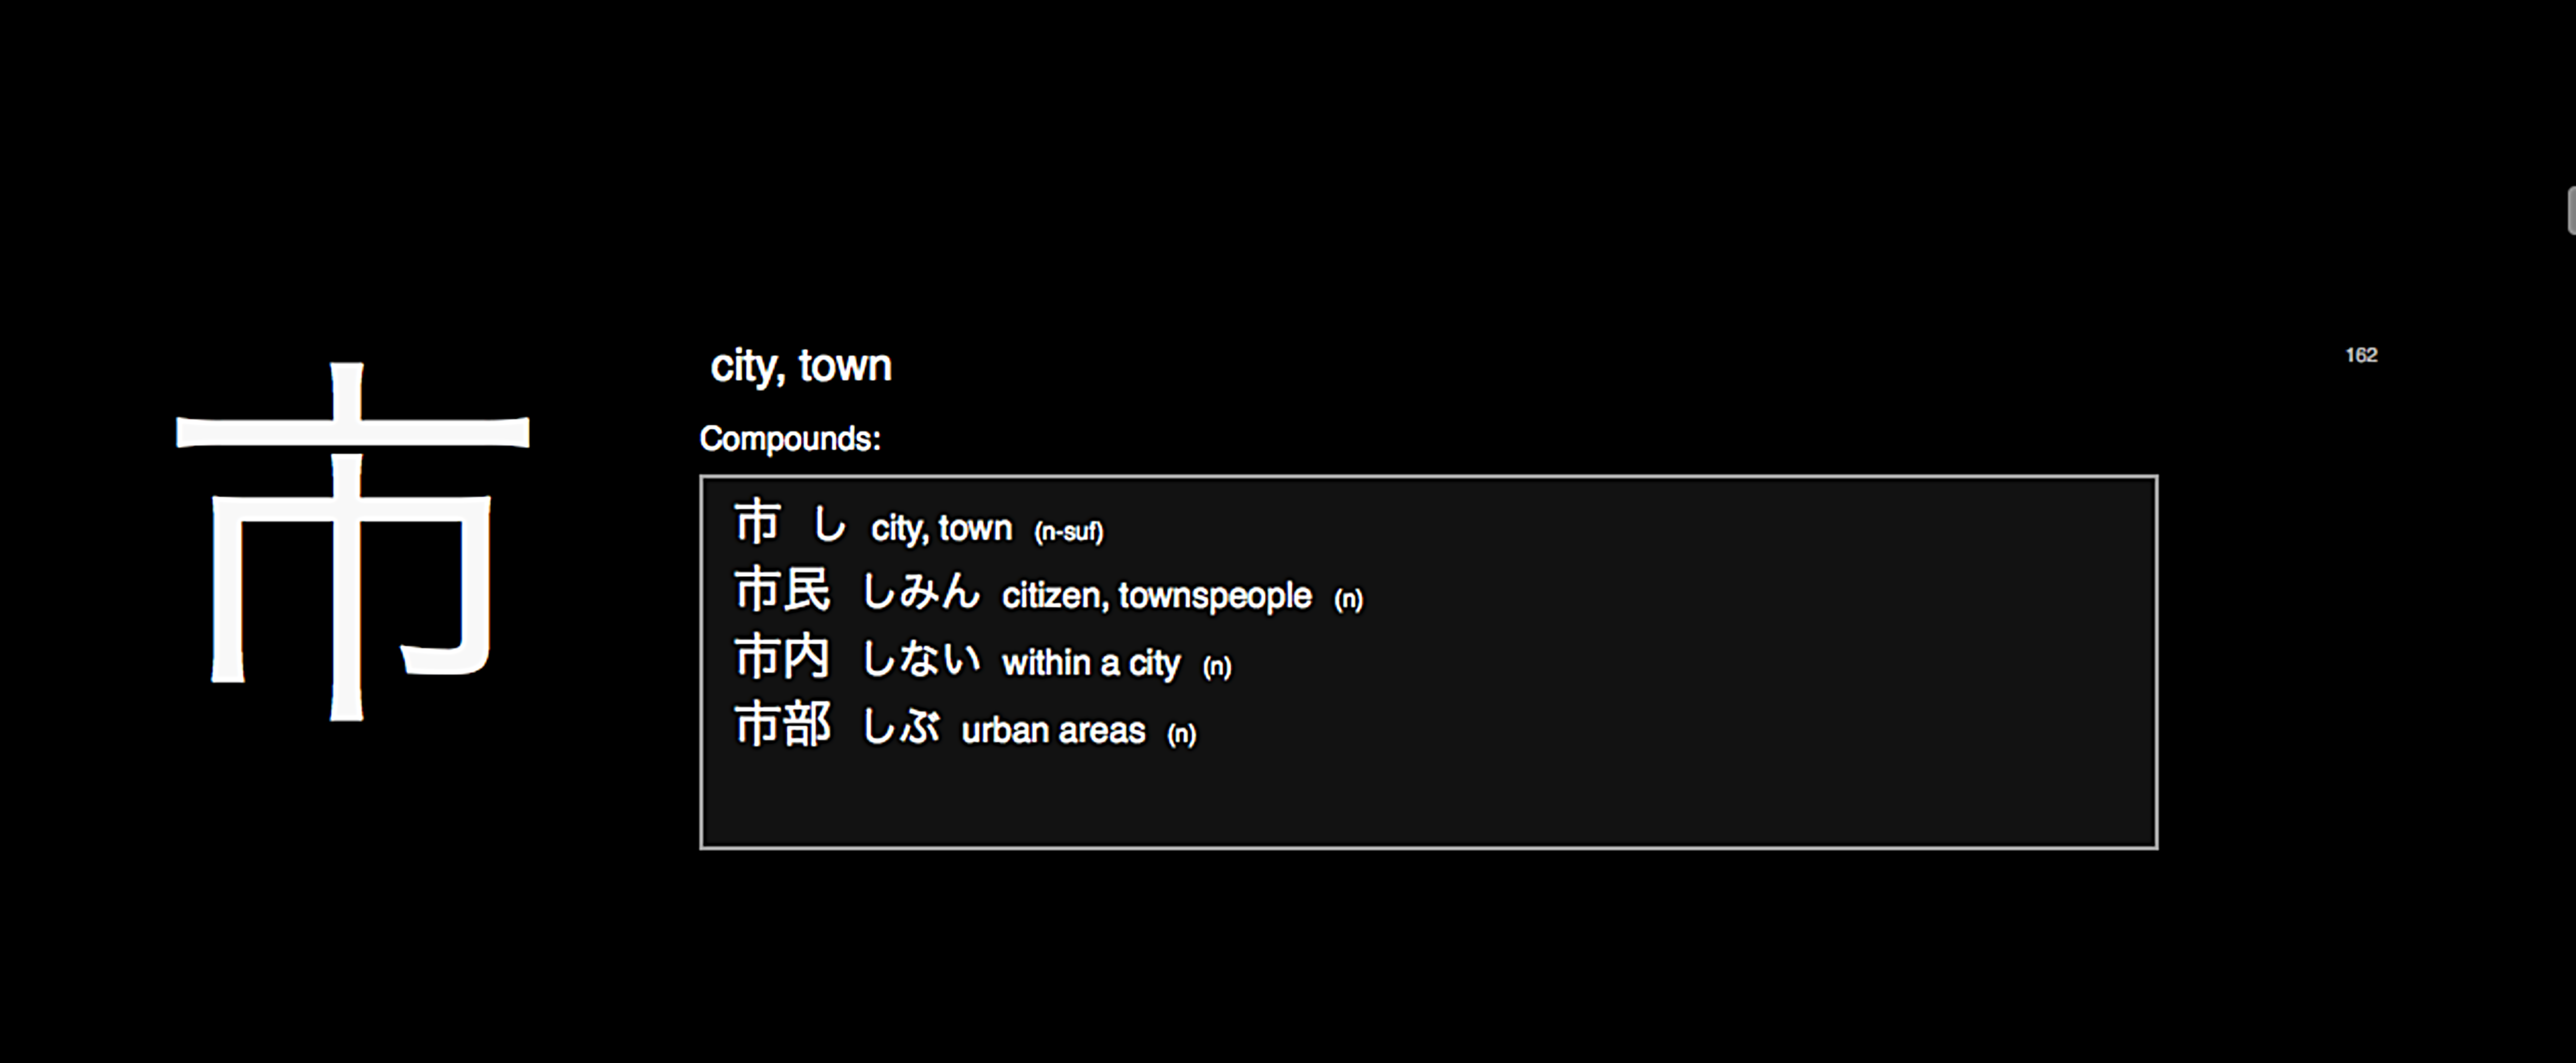 市
city, town
162
Compounds:
市 し city, town (n-suf)
市民 しみん citizen, townspeople (n)
市内 しない within a city (n)
市部 しぶ urban areas (n)